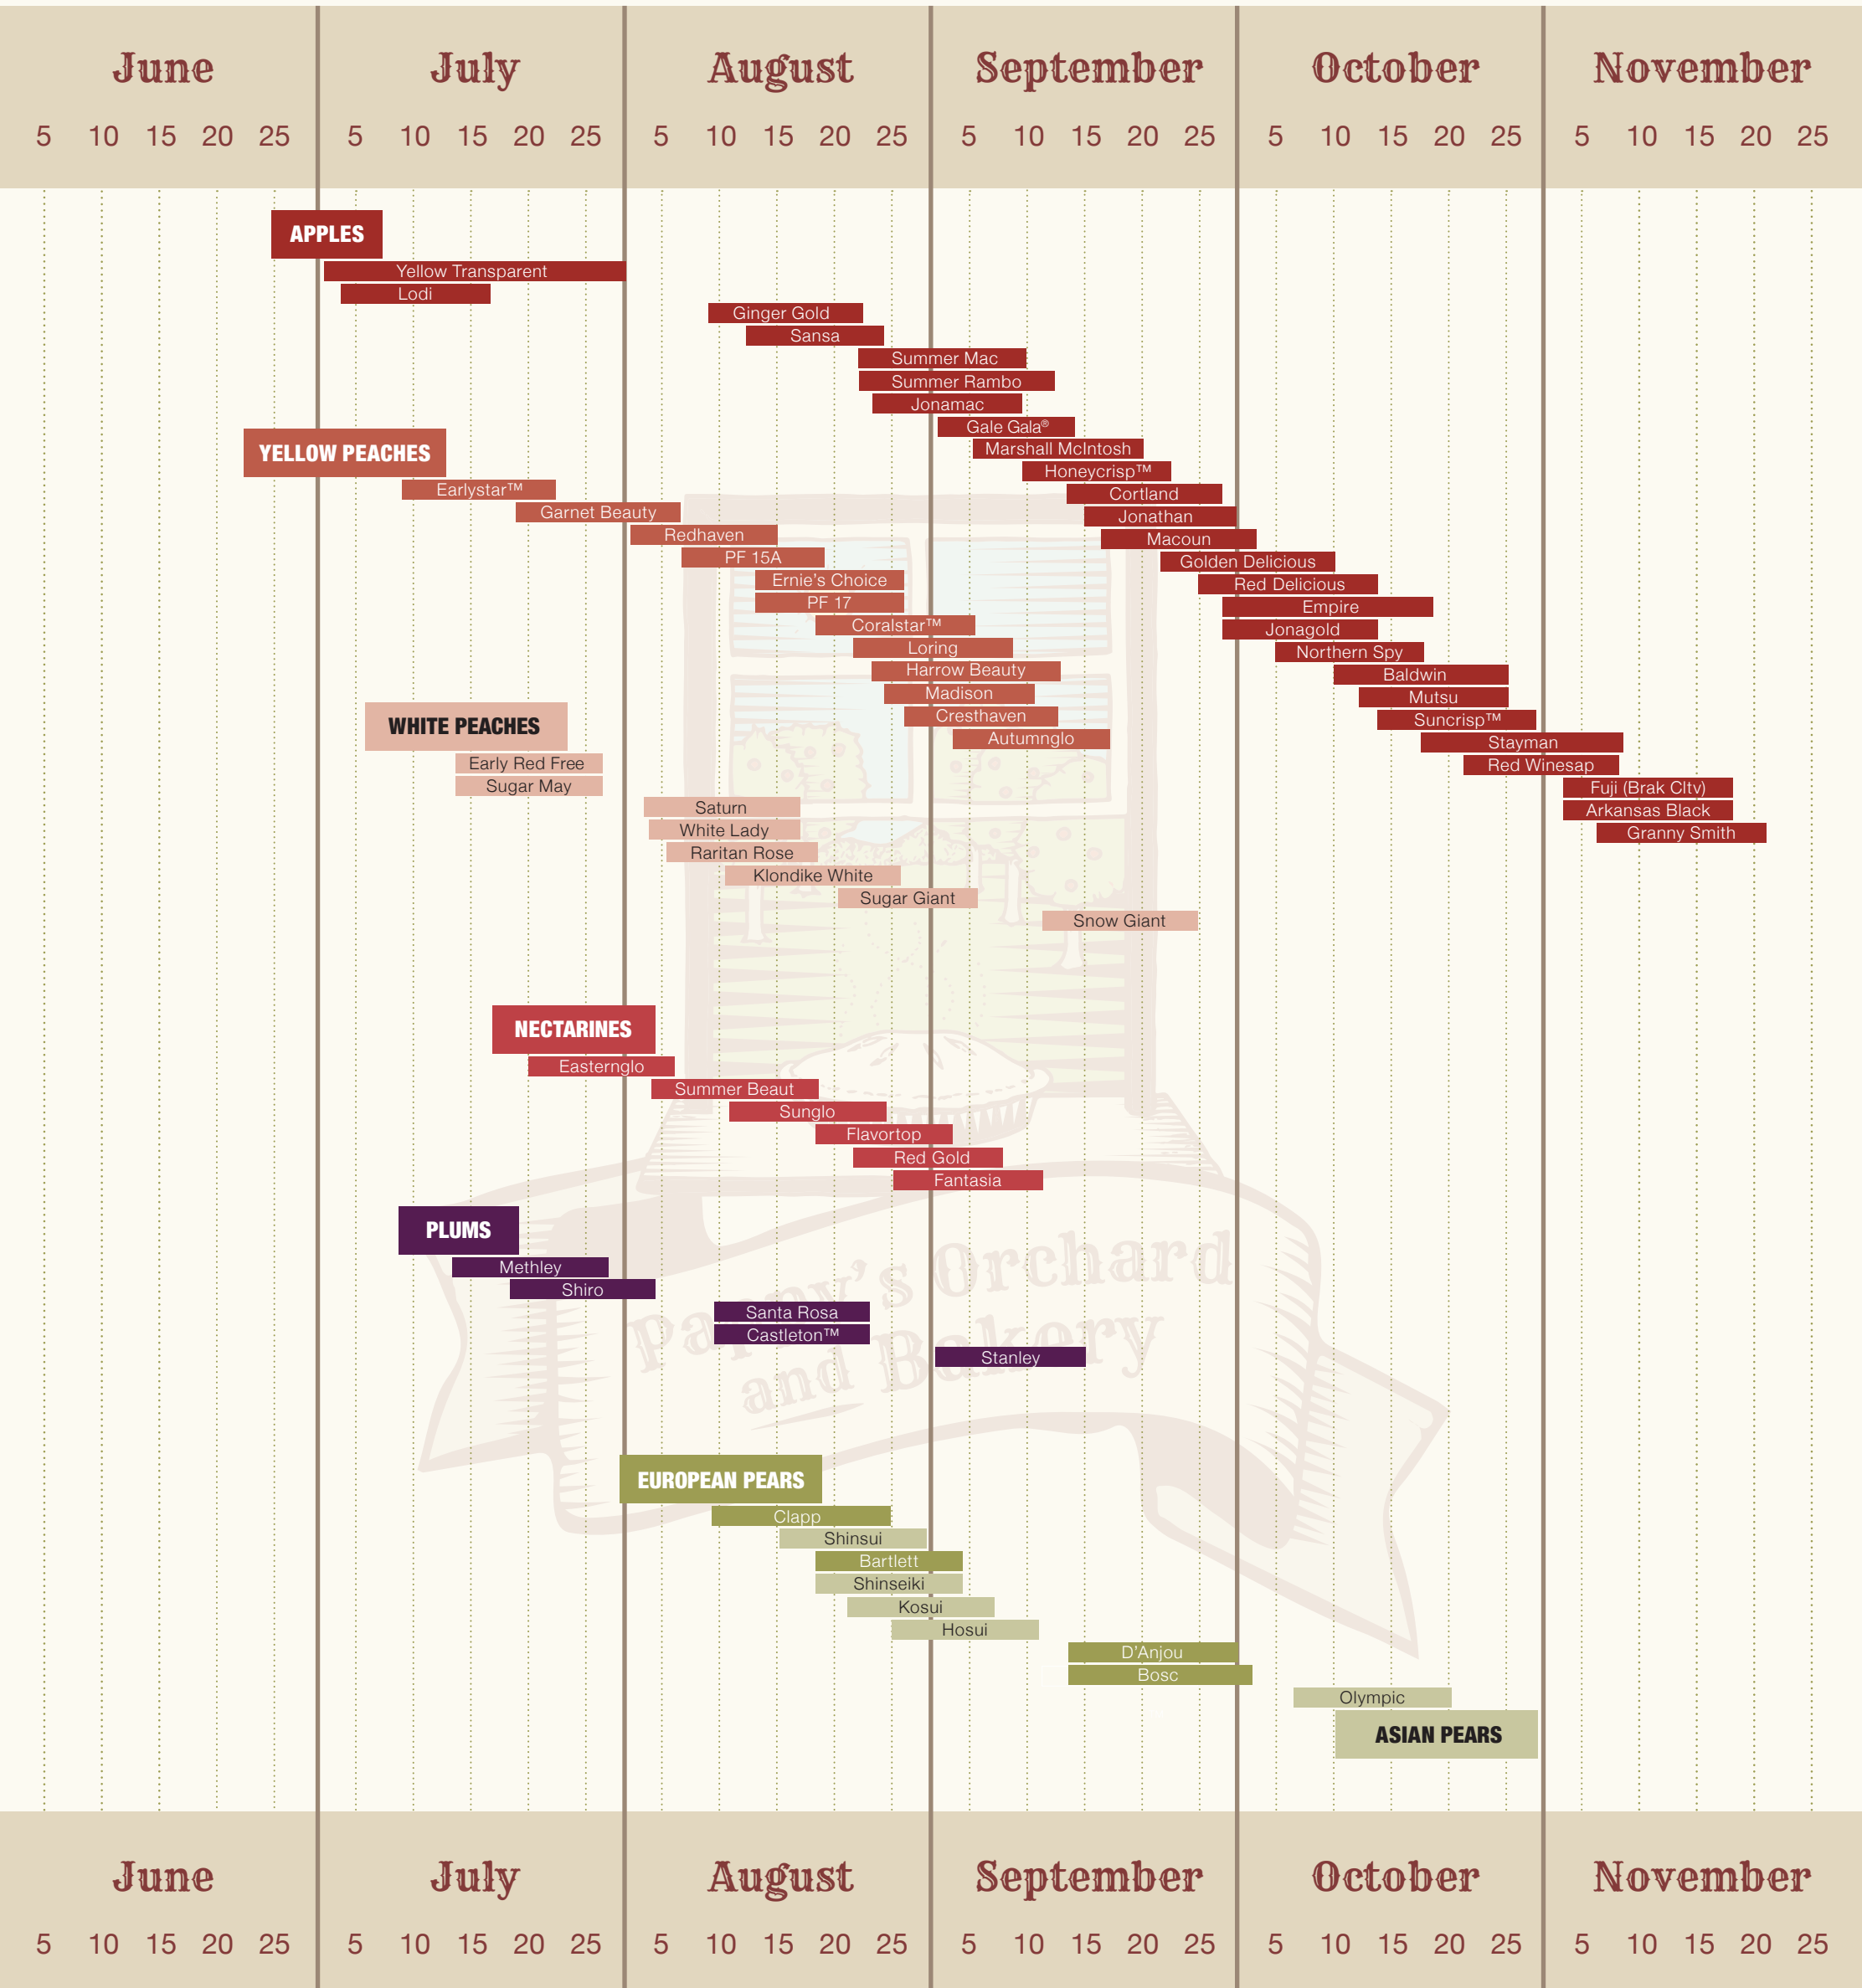 June July August September October November
5 10 15 20 25 5 10 15 20 25 5 10 15 20 25 5 10 15 20 25 5 10 15 20 25 5 10 15 20 25
APPLES
Yellow Transparent
Lodi
Ginger Gold
Sansa
Summer Mac
Summer Rambo
Jonamac
Gale Gala®
Marshall McIntosh
Honeycrisp™
Cortland
Jonathan
Macoun
Golden Delicious
Red Delicious
Empire
Jonagold
Northern Spy
Baldwin
Mutsu
Suncrisp™
Stayman
Red Winesap
Fuji (Brak Cltv)
Arkansas Black
Granny Smith
YELLOW PEACHES
Earlystar™
Garnet Beauty
Redhaven
PF 15A
Ernie's Choice
PF 17
Coralstar™
Loring
Harrow Beauty
Madison
Cresthaven
Autumnglo
WHITE PEACHES
Early Red Free
Sugar May
Saturn
White Lady
Raritan Rose
Klondike White
Sugar Giant
Snow Giant
NECTARINES
Easternglo
Summer Beaut
Sunglo
Flavortop
Red Gold
Fantasia
PLUMS
Methley
Shiro
Santa Rosa
Castleton™
Stanley
Pappy's Orchard
and Bakery
EUROPEAN PEARS
Clapp
Shinsui
Bartlett
Shinseiki
Kosui
Hosui
D'Anjou
Bosc
Olympic
ASIAN PEARS
June July August September October November
5 10 15 20 25 5 10 15 20 25 5 10 15 20 25 5 10 15 20 25 5 10 15 20 25 5 10 15 20 25